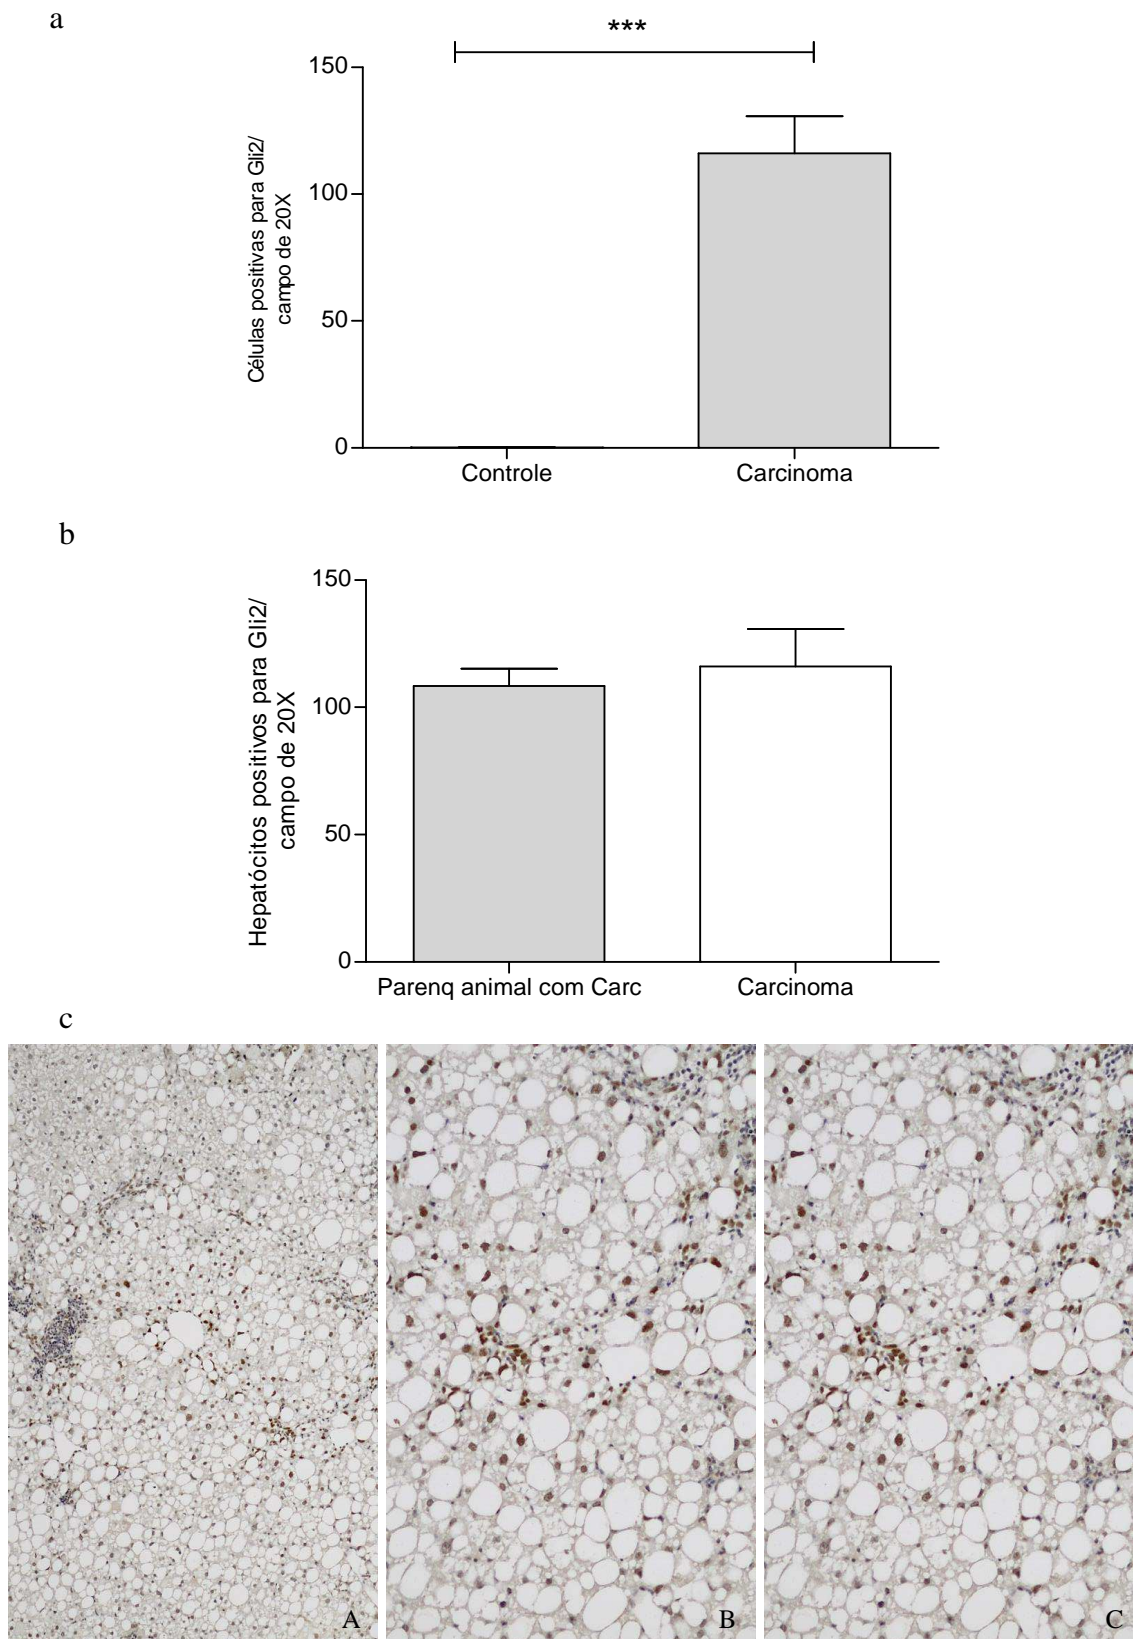 a
***
150
100
50
0
Células positivas para Gli2/
campo de 20X
Controle
Carcinoma
b
150
100
50
0
Hepatócitos positivos para Gli2/
campo de 20X
Parenq animal com Carc
Carcinoma
c
A
B
C